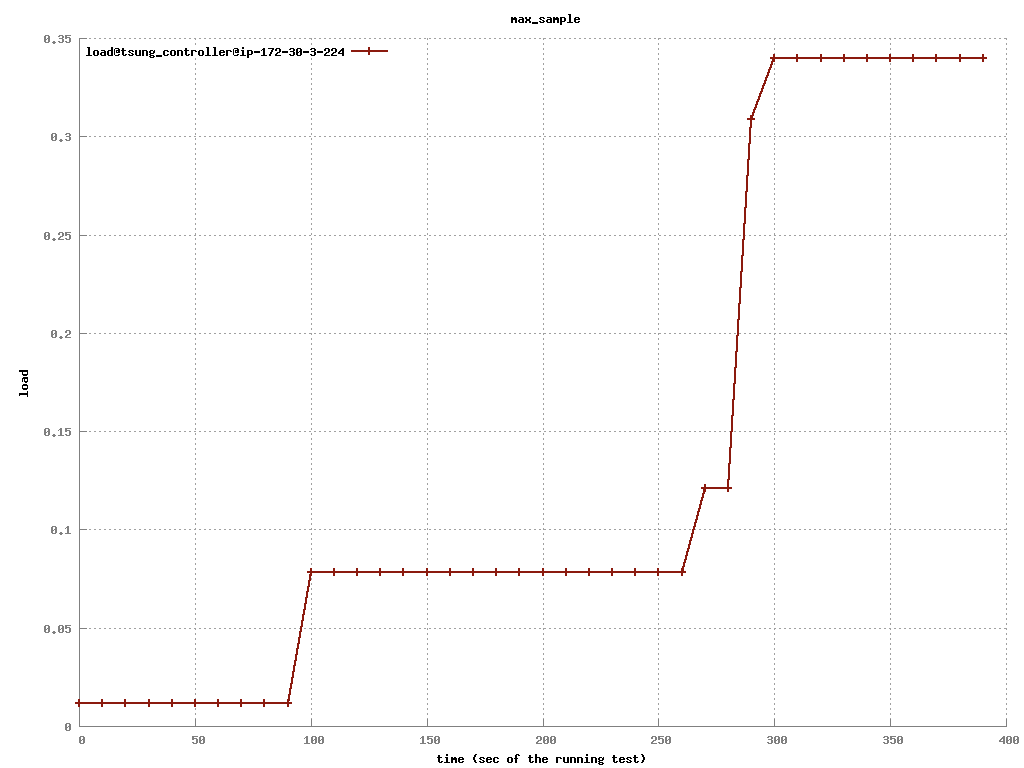 max_sample
load@tsung_controller@ip-172-30-3-224
0.35
0.3
0.25
0.2
0.15
0.1
0.05
0
load
0 50 100 150 200 250 300 350 400
time (sec of the running test)